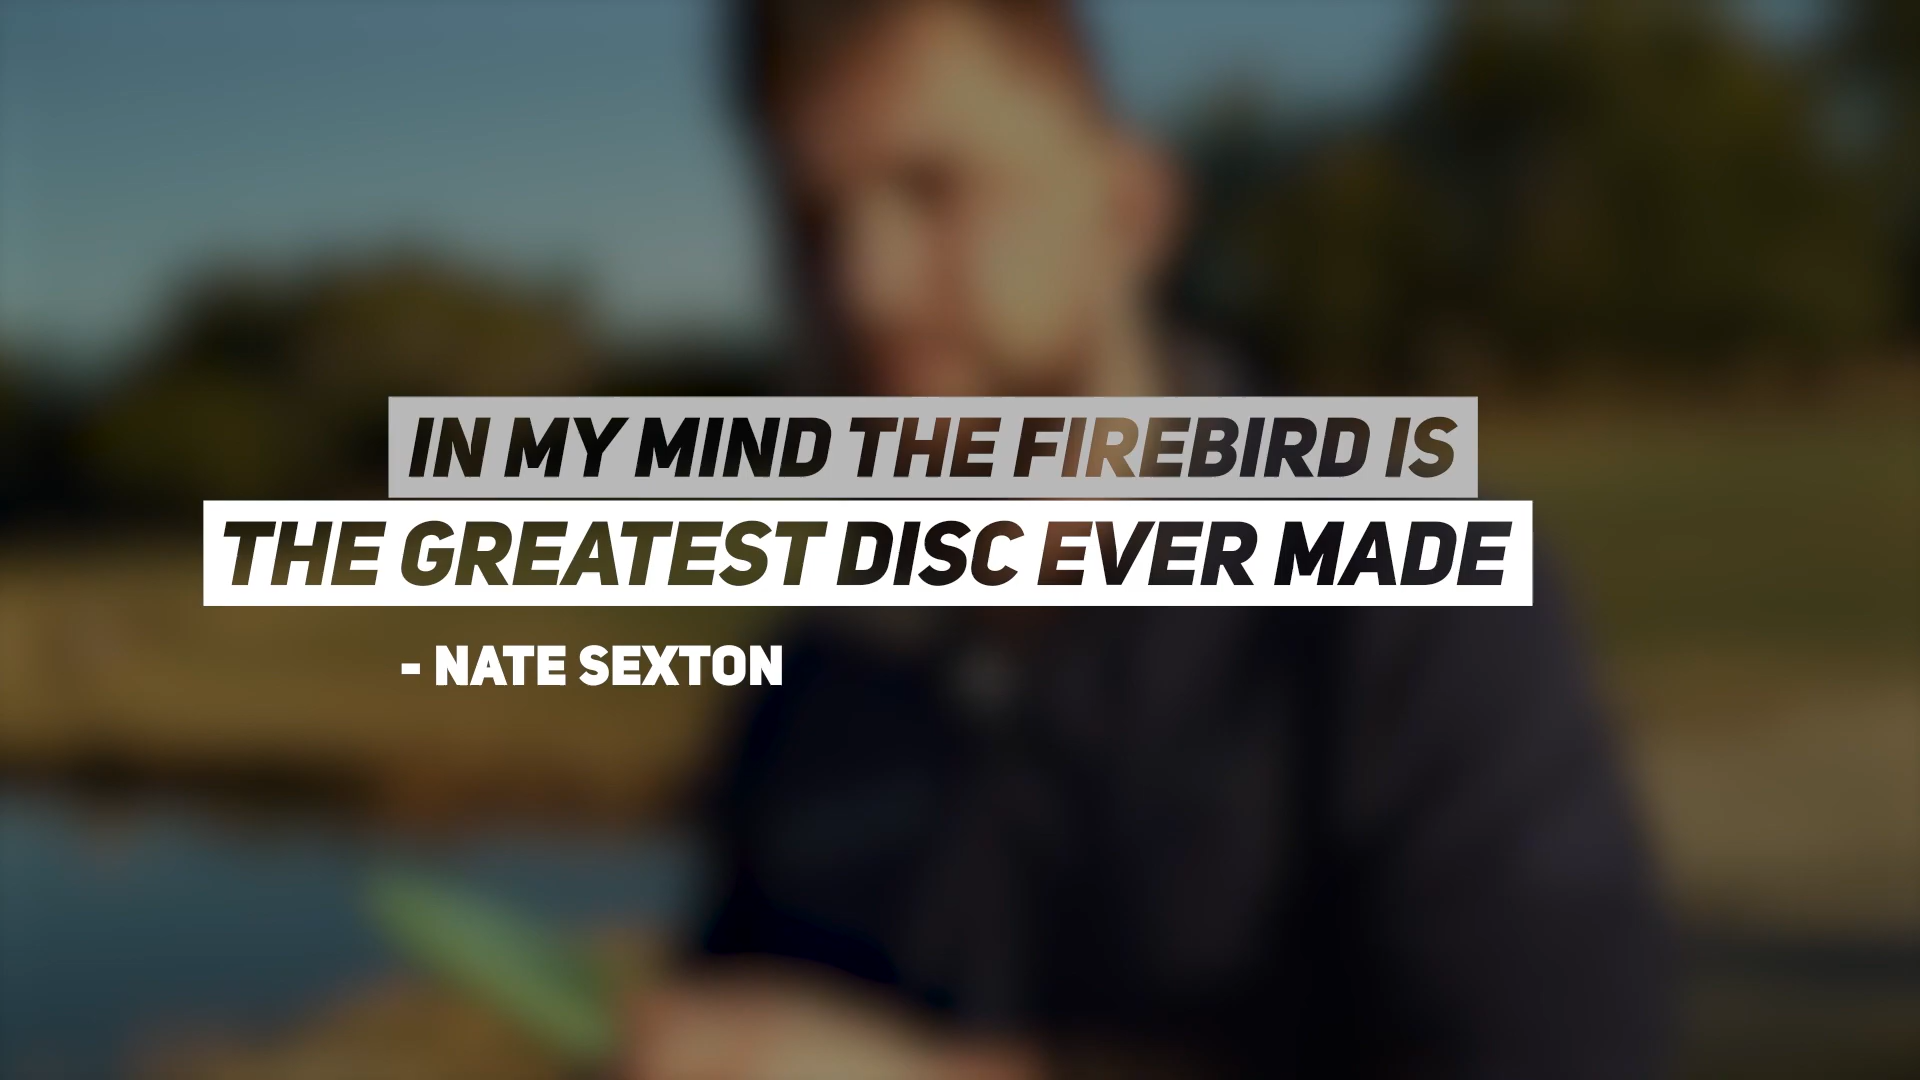 IN MY MIND THE FIREBIRD IS
THE GREATEST DISC EVER MADE
- NATE SEXTON